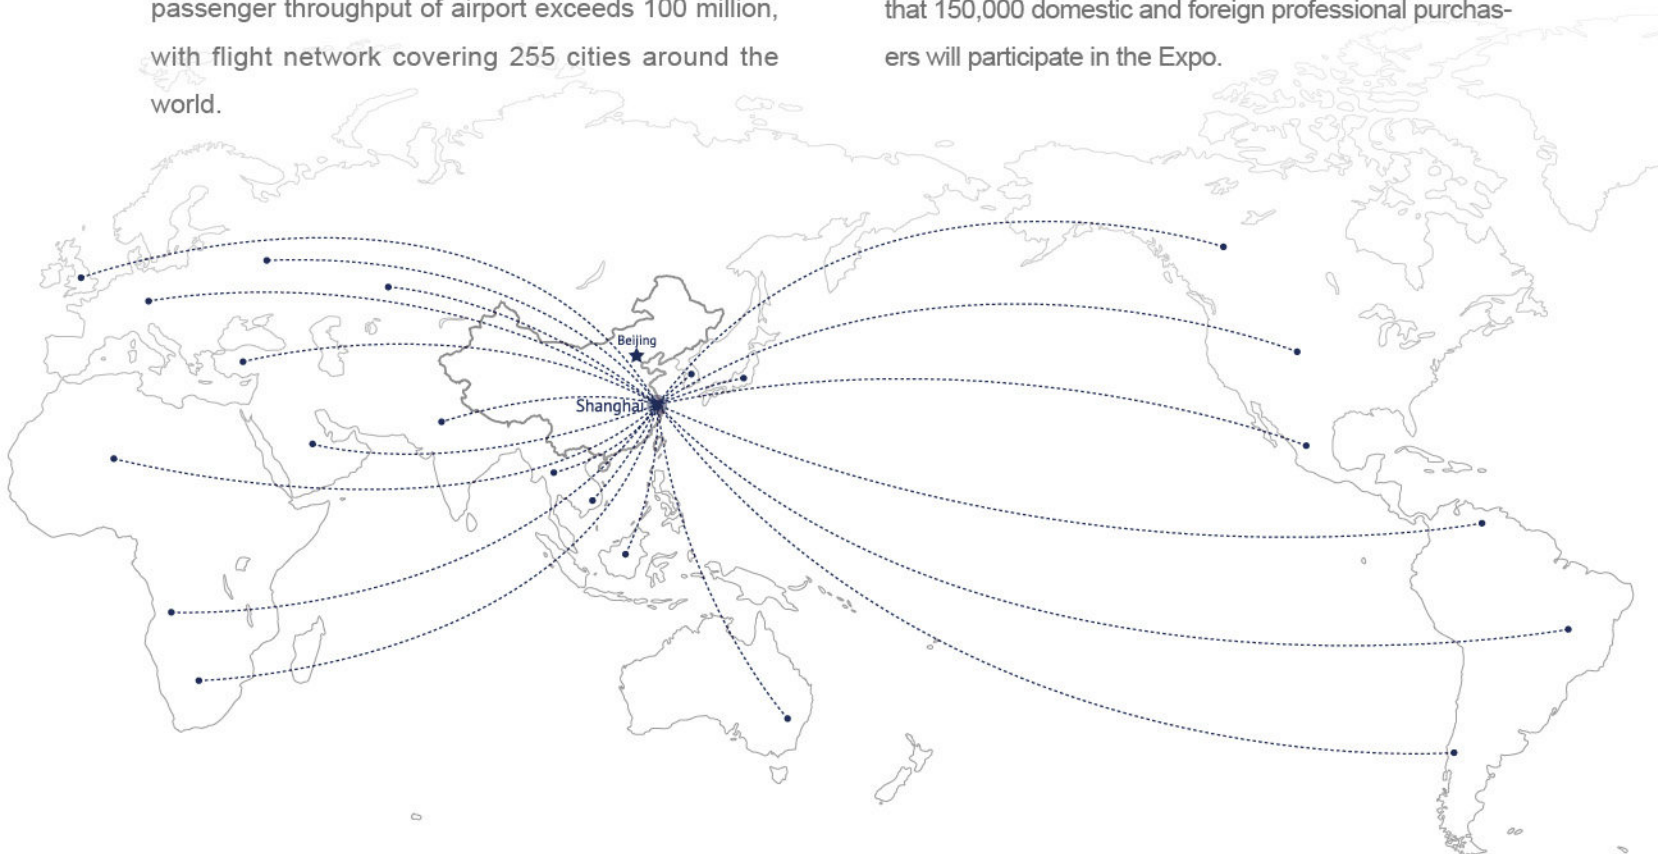 passenger throughput of airport exceeds 100 million,
with flight network covering 255 cities around the
world.
that 150,000 domestic and foreign professional purchas-
ers will participate in the Expo.
Beijing
Shanghai